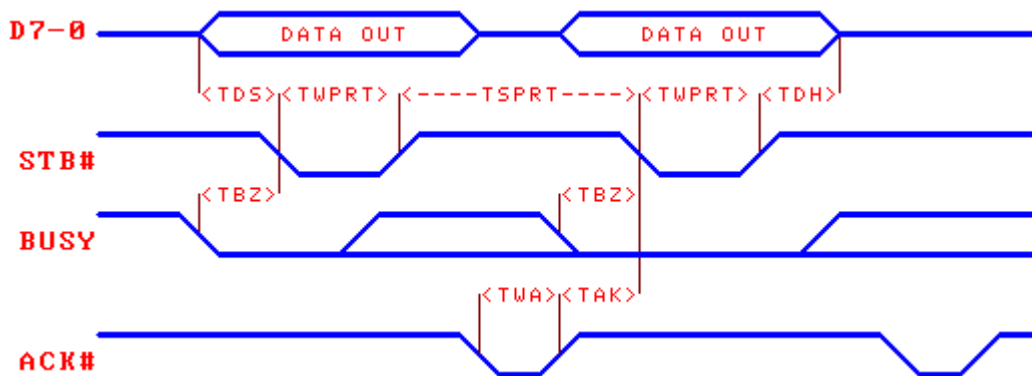 D7-0 DATA OUT DATA OUT
<TDS> <TWPRT> <----TSPRT----> <TWPRT> <TDH>
STB#
<TBZ> <TBZ>
BUSY
<TWA> <TAK>
ACK#